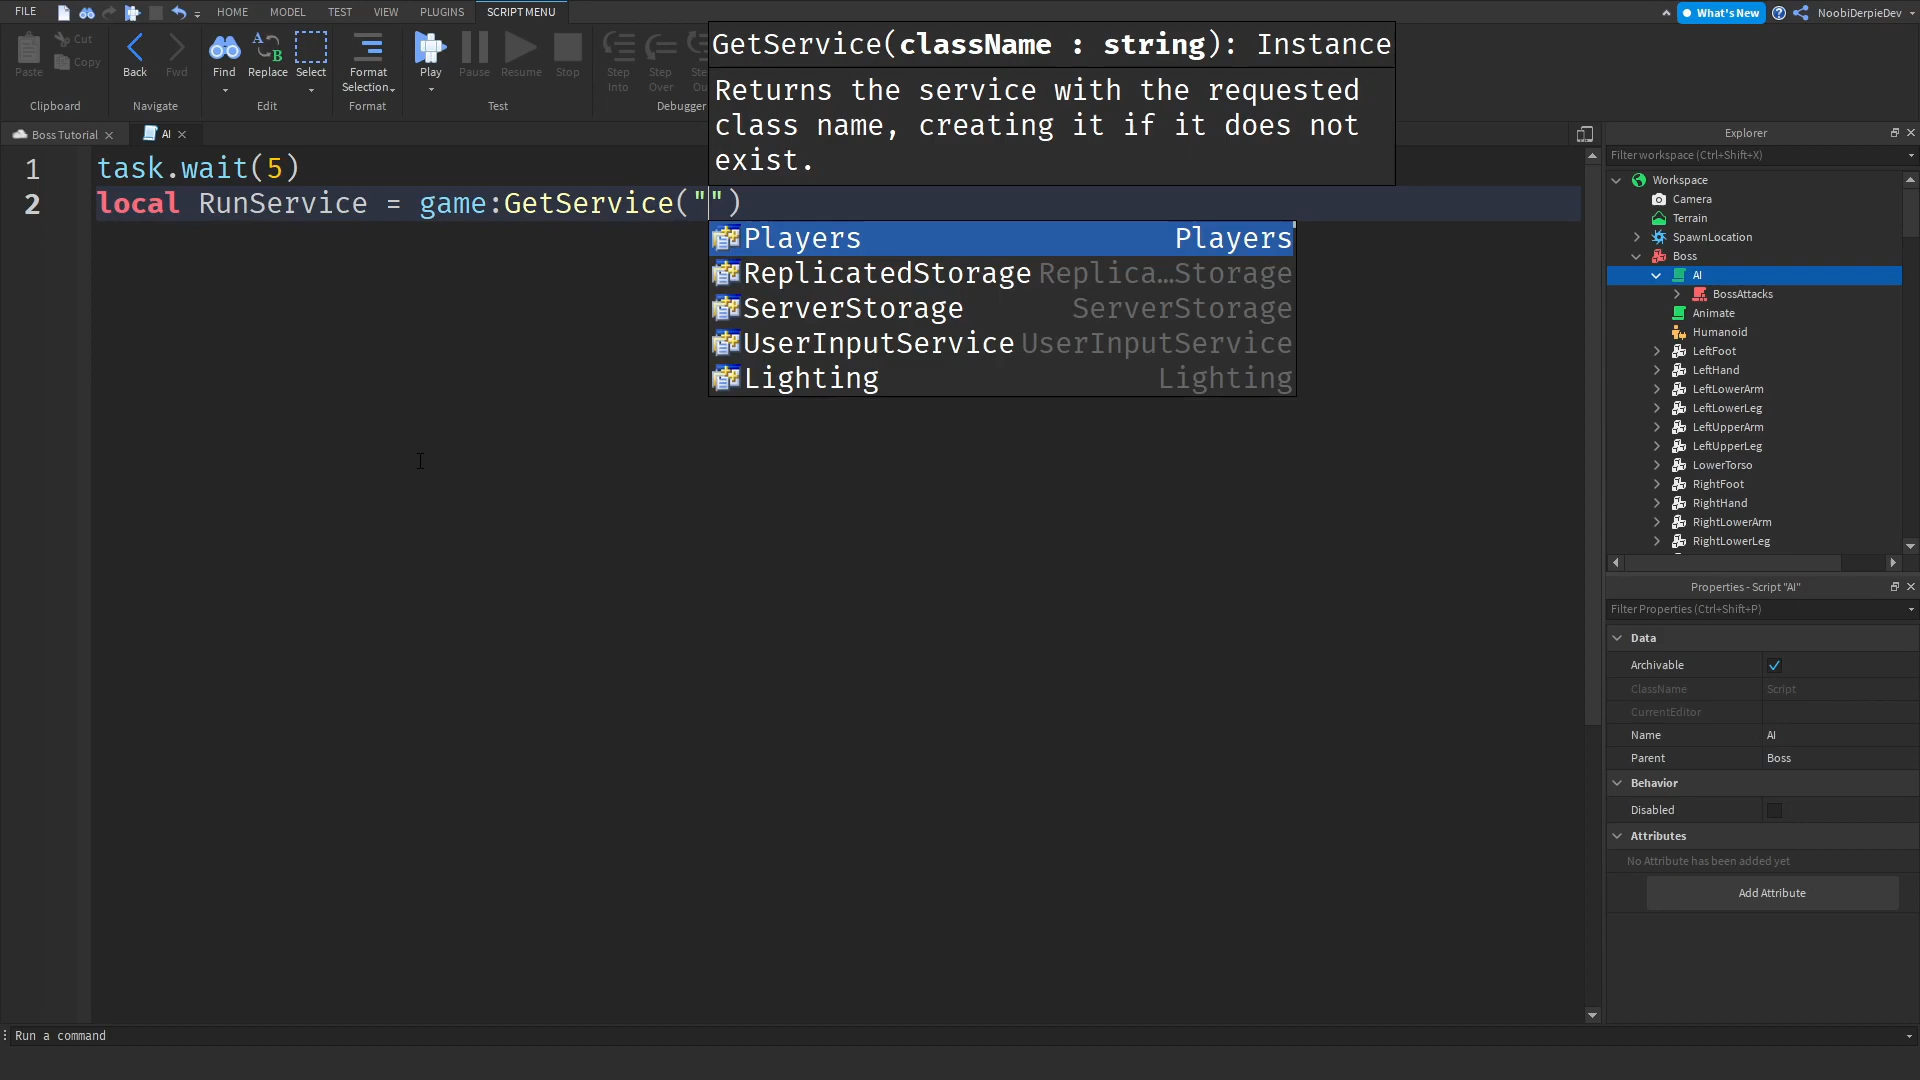 FILE
HOME
MODEL
TEST
VIEW
PLUGINS
SCRIPT MENU
What's New
NoobiDerpieDev
Paste
Cut
Copy
Clipboard
Back
Fwd
Navigate
Find
Replace
Select
Edit
Format
Selection
Format
Play
Pause
Resume
Stop
Test
Step
Into
Step
Over
Debugger
GetService(className : string): Instance
Returns the service with the requested
class name, creating it if it does not
exist.
Boss Tutorial
AI
1 task.wait(5)
2 local RunService = game:GetService("")
Players Players
ReplicatedStorage Replica...Storage
ServerStorage ServerStorage
UserInputService UserInputService
Lighting Lighting
Explorer
Filter workspace (Ctrl+Shift+X)
Workspace
Camera
Terrain
SpawnLocation
Boss
AI
BossAttacks
Animate
Humanoid
LeftFoot
LeftHand
LeftLowerArm
LeftLowerLeg
LeftUpperArm
LeftUpperLeg
LowerTorso
RightFoot
RightHand
RightLowerArm
RightLowerLeg
Properties - Script "AI"
Filter Properties (Ctrl+Shift+P)
Data
Archivable
ClassName Script
CurrentEditor
Name AI
Parent Boss
Behavior
Disabled
Attributes
No Attribute has been added yet
Add Attribute
Run a command